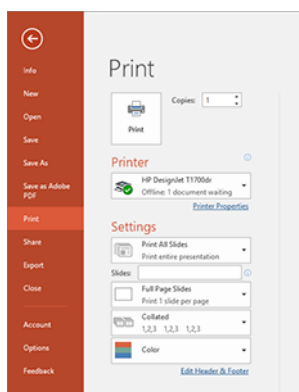 Info
New
Open
Save
Save As
Save as Adobe
PDF
Print
Share
Export
Close
Account
Options
Feedback
Print
Print
Copies: 1
Printer
HP DesignJet T1700dr
Offline: 1 document waiting
Printer Properties
Settings
Print All Slides
Print entire presentation
Slides:
Full Page Slides
Print 1 slide per page
Collated
1,2,3 1,2,3 1,2,3
Color
Edit Header & Footer